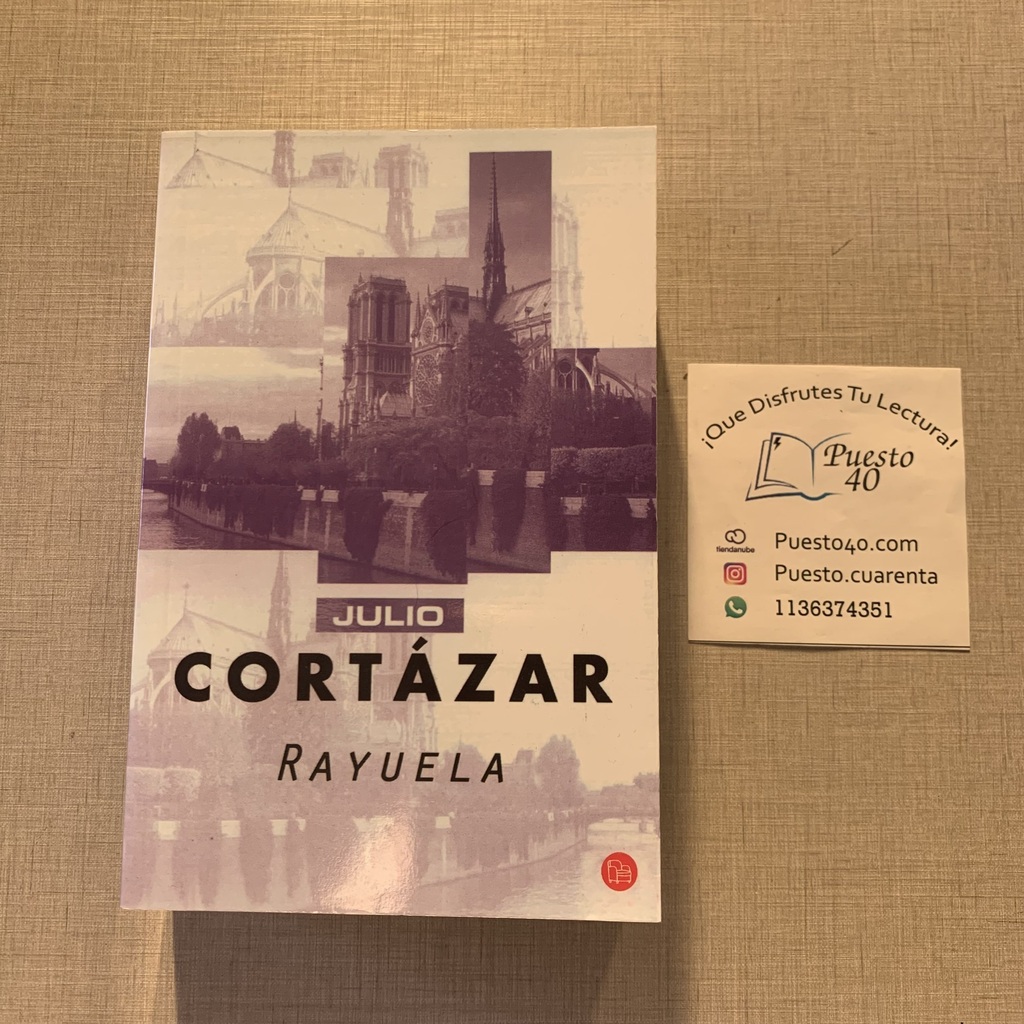 JULIO
CORTÁZAR
RAYUELA
¡Que Disfrutes Tu Lectura!
Puesto
40
tiendanube
Puesto40.com
Puesto.cuarenta
1136374351